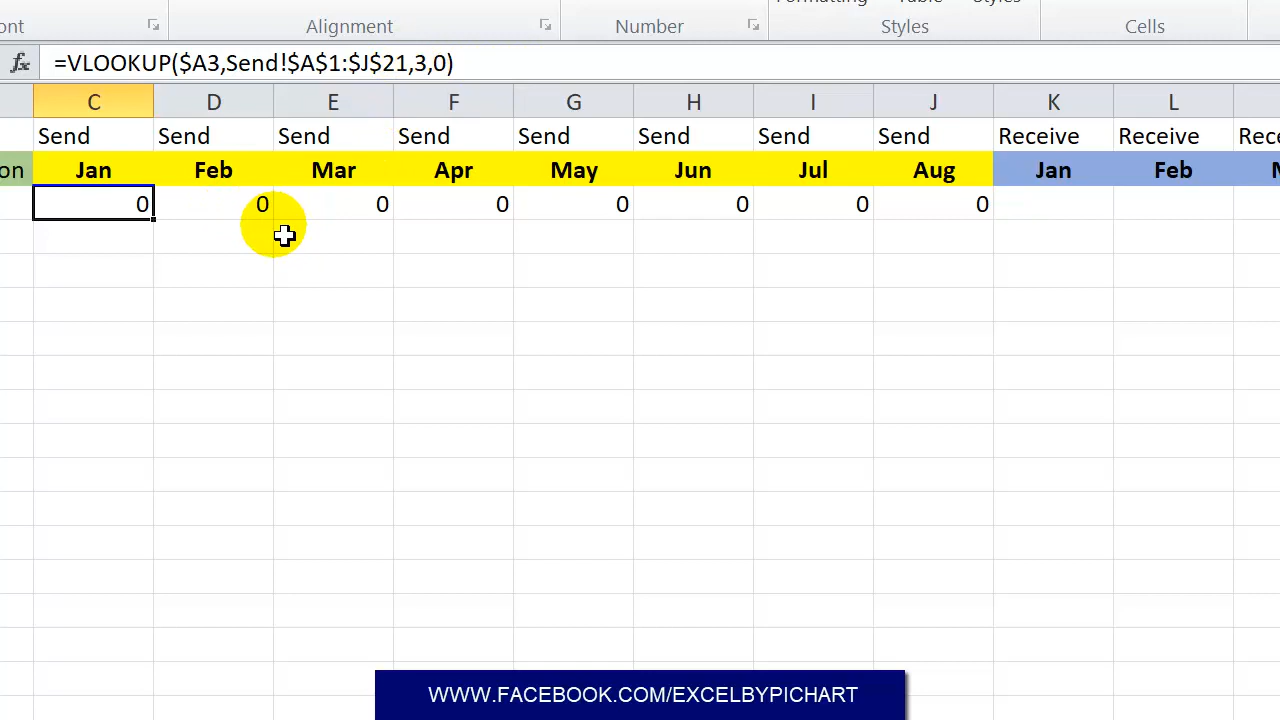 ont Alignment Number Styles Cells
=VLOOKUP($A3,Send!$A$1:$J$21,3,0)
C D E F G H I J K L
Send Send Send Send Send Send Send Send Receive Receive Rece
on Jan Feb Mar Apr May Jun Jul Aug Jan Feb
0 0 0 0 0 0 0 0
WWW.FACEBOOK.COM/EXCELBYPICHART